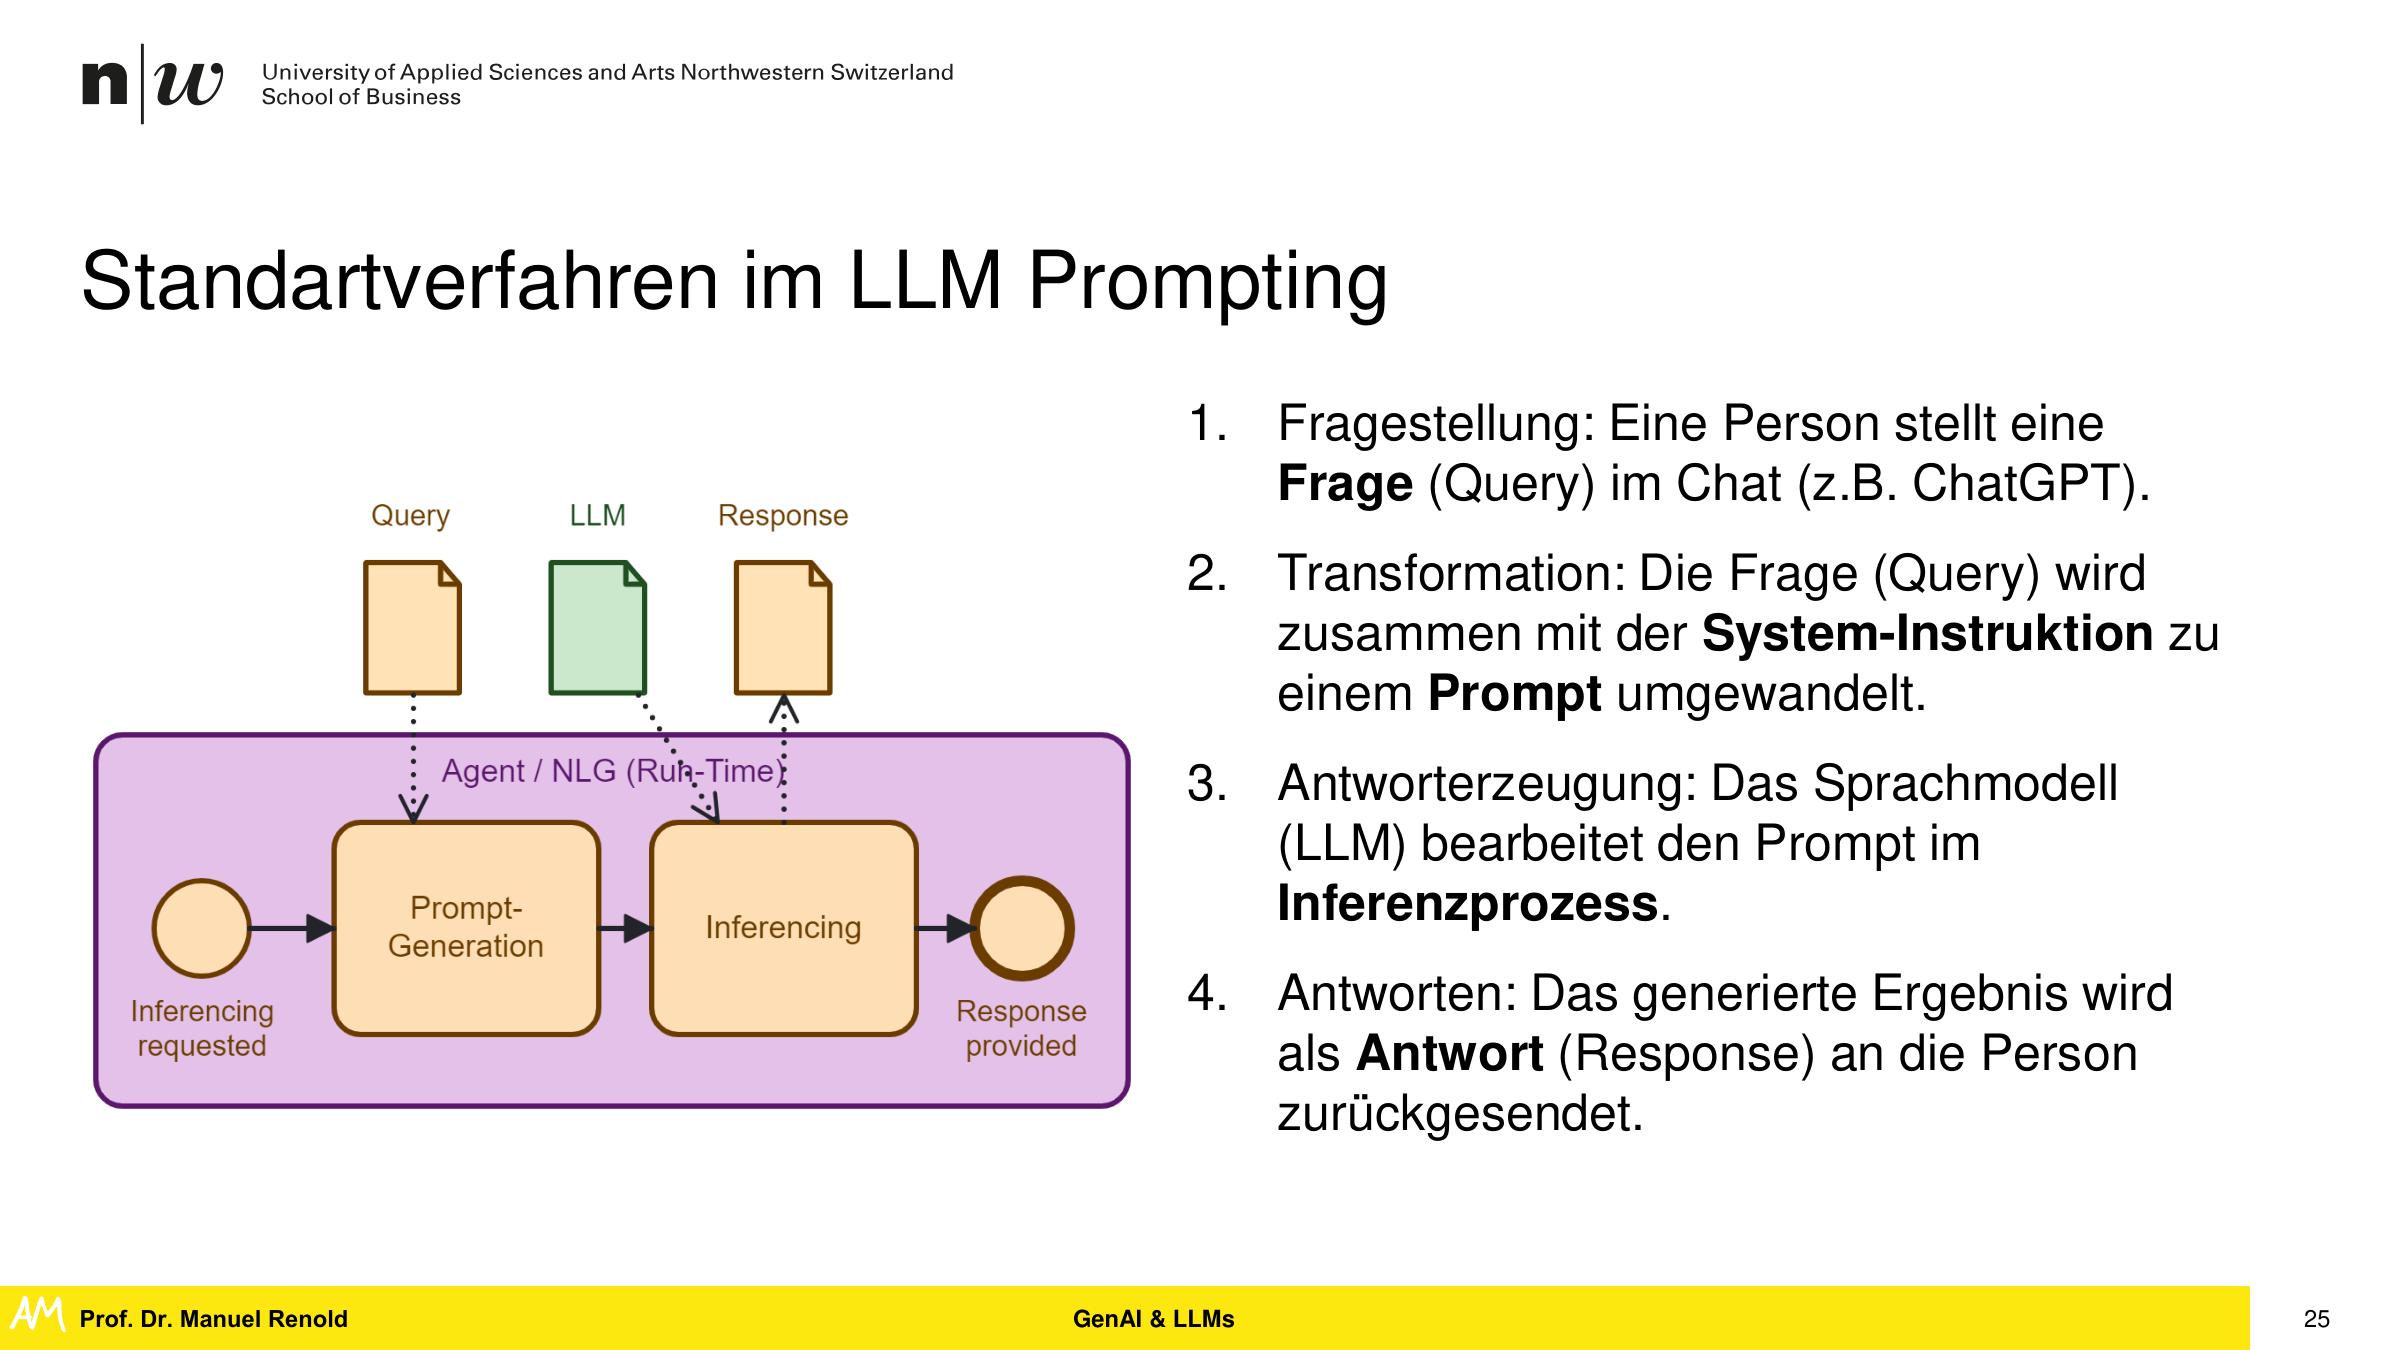 n|w University of Applied Sciences and Arts Northwestern Switzerland
School of Business
Standartverfahren im LLM Prompting
Query LLM Response
Agent / NLG (Run-Time)
Prompt-
Generation
Inferencing
Inferencing
requested
Response
provided
1. Fragestellung: Eine Person stellt eine
Frage (Query) im Chat (z.B. ChatGPT).
2. Transformation: Die Frage (Query) wird
zusammen mit der System-Instruktion zu
einem Prompt umgewandelt.
3. Antworterzeugung: Das Sprachmodell
(LLM) bearbeitet den Prompt im
Inferenzprozess.
4. Antworten: Das generierte Ergebnis wird
als Antwort (Response) an die Person
zurückgesendet.
AM Prof. Dr. Manuel Renold GenAI & LLMs 25